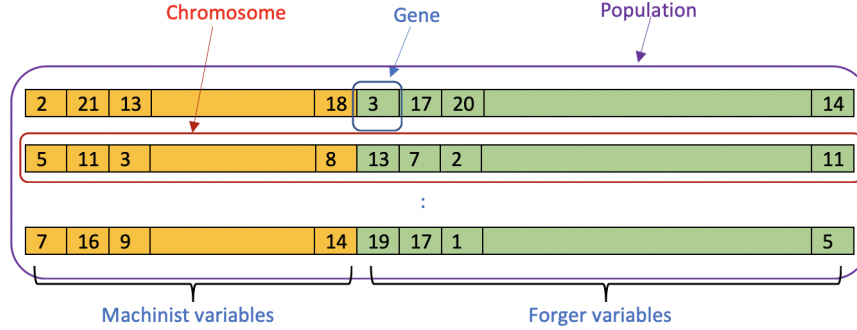 Chromosome Gene Population
2 21 13 18 3 17 20 14
5 11 3 8 13 7 2 11
:
7 16 9 14 19 17 1 5
Machinist variables Forger variables